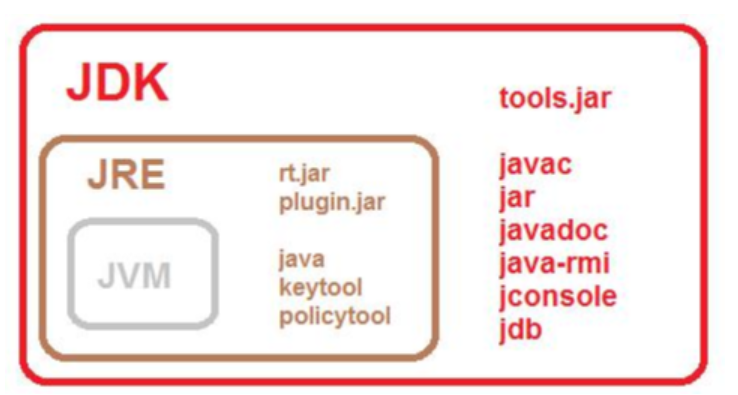 JDK
JRE
JVM
rt.jar
plugin.jar
java
keytool
policytool
tools.jar
javac
jar
javadoc
java-rmi
jconsole
jdb